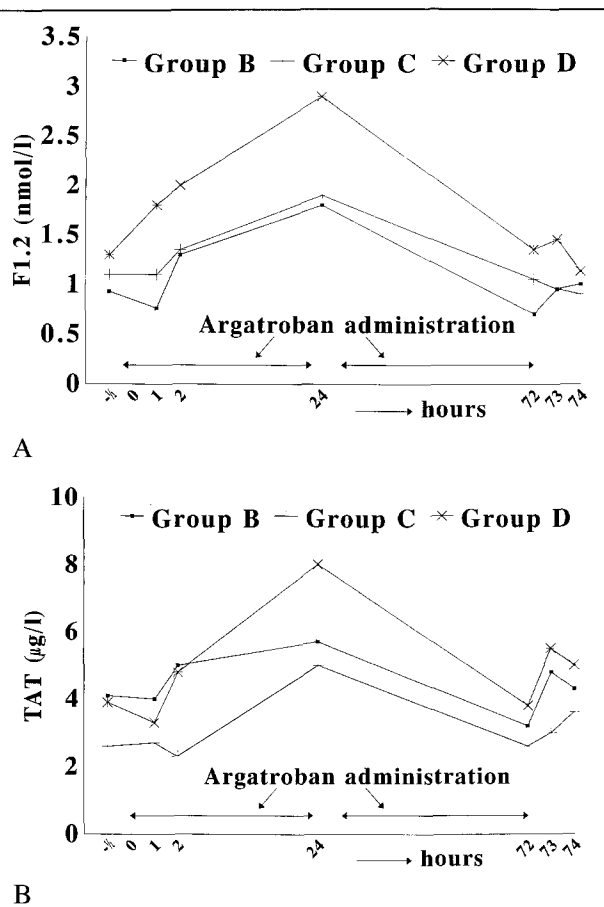 3.5
Group B Group C Group D
3
2.5
2
1.5
1
0.5
0
F1.2 (nmol/l)
Argatroban administration
0 1 2 24 72 73 74
hours
A
10
Group B Group C Group D
8
6
4
2
0
TAT (µg/l)
Argatroban administration
0 1 2 24 72 73 74
hours
B